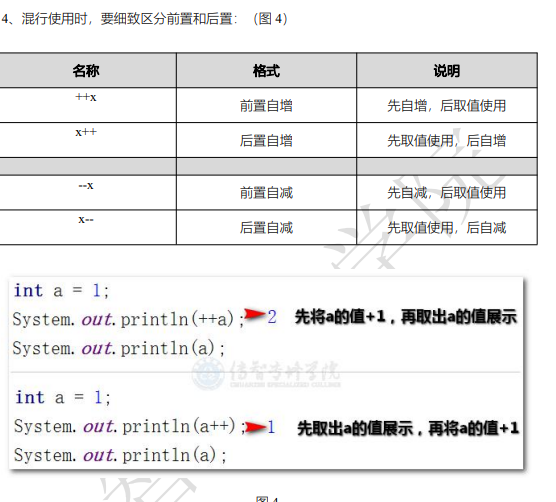 4、混行使用时，要细致区分前置和后置：（图 4）
名称 格式 说明
++x 前置自增 先自增，后取值使用
x++ 后置自增 先取值使用，后自增
--x 前置自减 先自减，后取值使用
x-- 后置自减 先取值使用，后自减
int a = 1;
System.out.println(++a); 2 先将a的值+1，再取出a的值展示
System.out.println(a);
int a = 1;
System.out.println(a++); 1 先取出a的值展示，再将a的值+1
System.out.println(a);
图 4